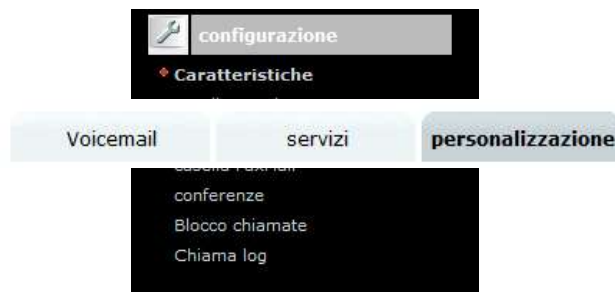 configurazione
Caratteristiche
Voicemail servizi personalizzazione
conferenze
Blocco chiamate
Chiama log